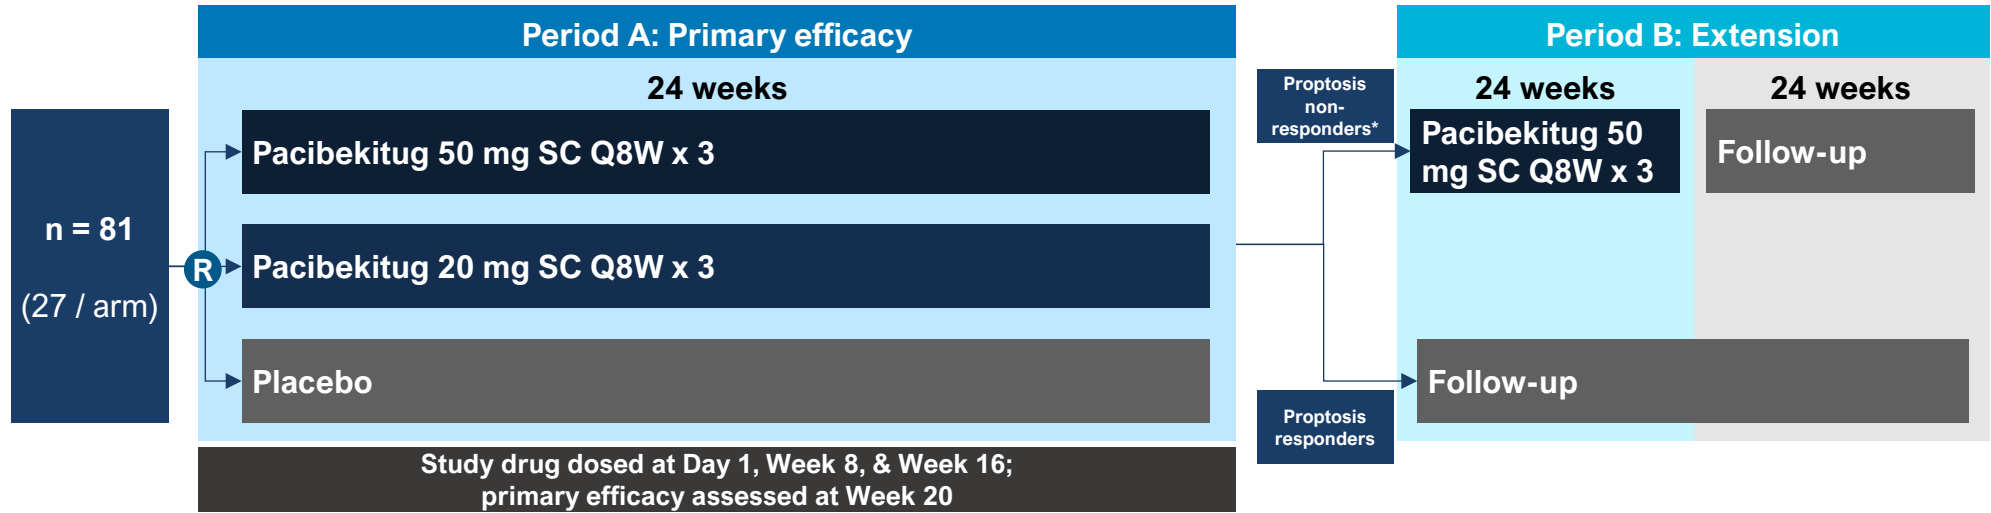 Period A: Primary efficacy
24 weeks
n = 81
(27 / arm)
R
Pacibekitug 50 mg SC Q8W x 3
Pacibekitug 20 mg SC Q8W x 3
Placebo
Study drug dosed at Day 1, Week 8, & Week 16;
primary efficacy assessed at Week 20
Proptosis
non-
responders*
Proptosis
responders
Period B: Extension
24 weeks
24 weeks
Pacibekitug 50
mg SC Q8W x 3
Follow-up
Follow-up